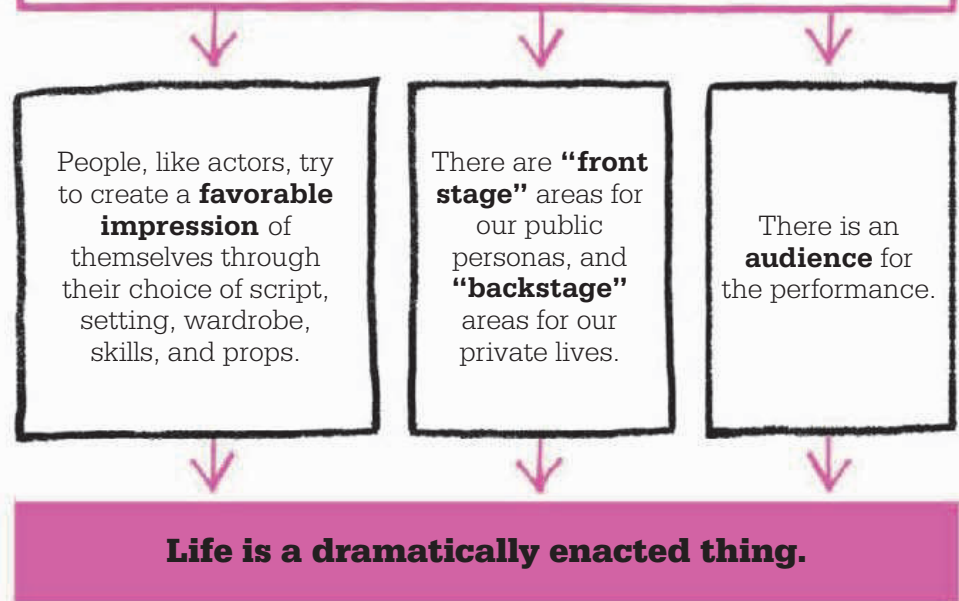 People, like actors, try
to create a favorable
impression of
themselves through
their choice of script,
setting, wardrobe,
skills, and props.
There are “front
stage” areas for
our public
personas, and
“backstage”
areas for our
private lives.
There is an
audience for
the performance.
Life is a dramatically enacted thing.